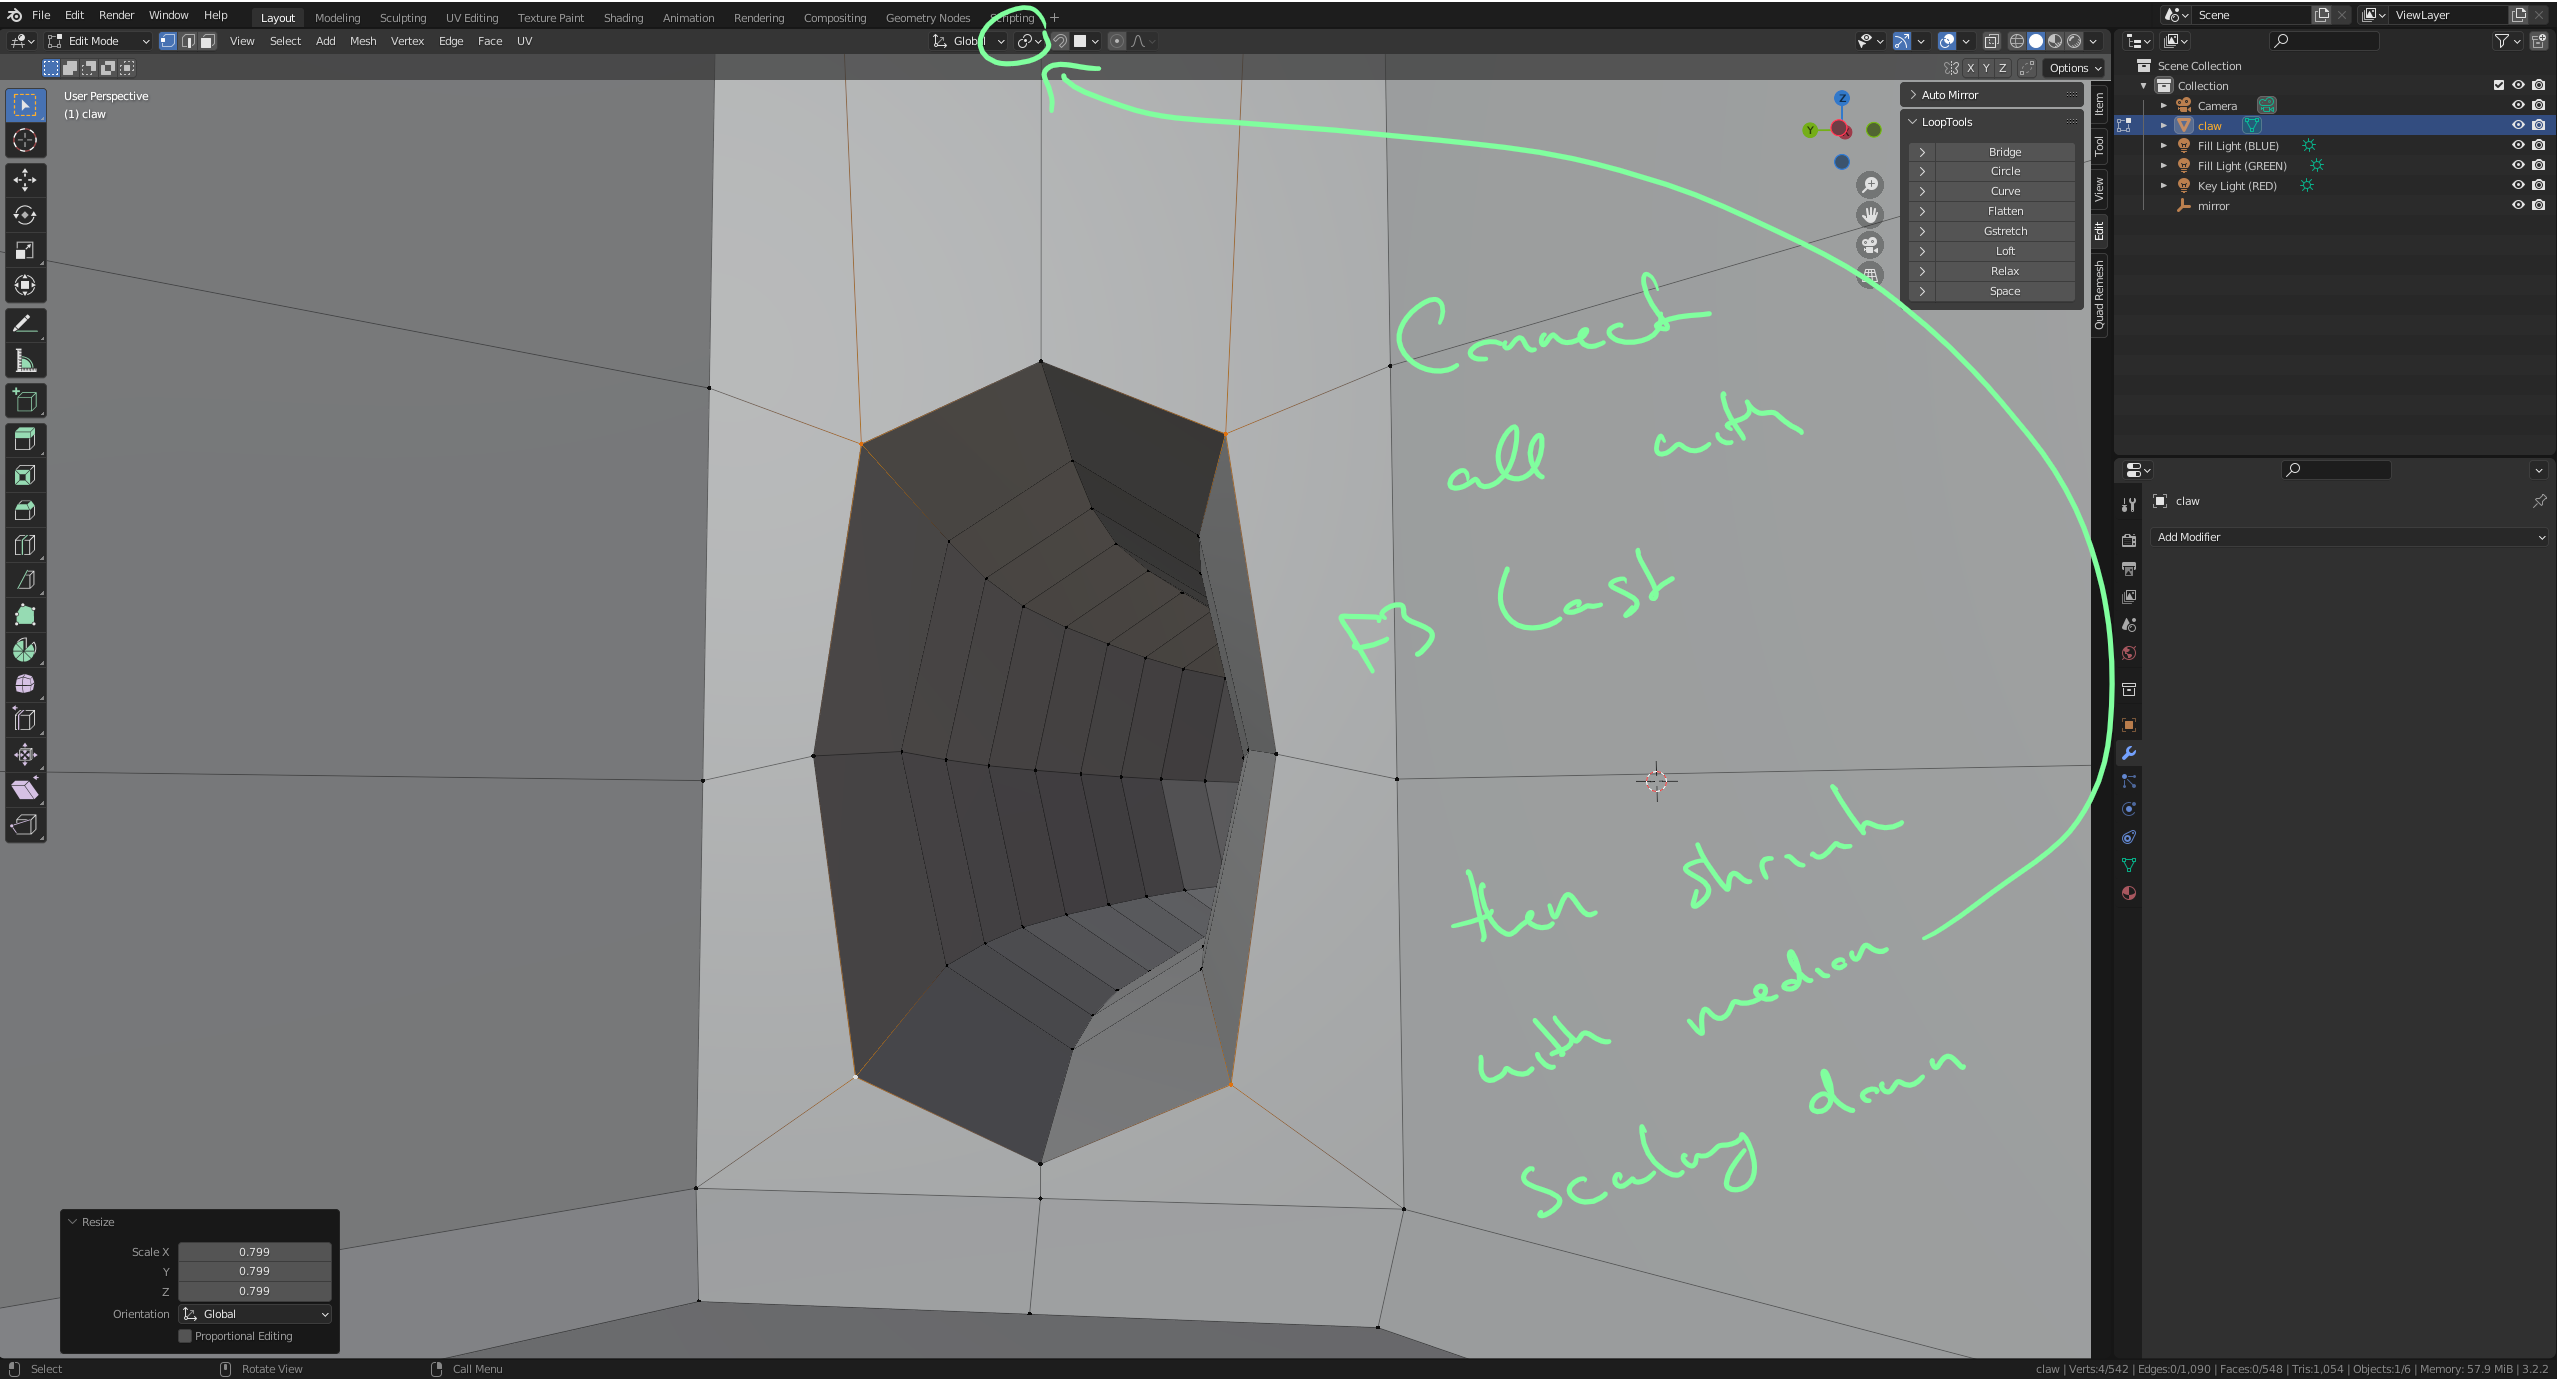 File Edit Render Window Help
Layout Modeling Sculpting UV Editing Texture Paint Shading Animation Rendering Compositing Geometry Nodes Scripting +
Scene
ViewLayer
Edit Mode
View Select Add Mesh Vertex Edge Face UV
Global
X Y Z
Options
User Perspective
(1) claw
Z
Y
Auto Mirror
LoopTools
Bridge
Circle
Curve
Flatten
Gstretch
Loft
Relax
Space
Item
Tool
View
Edit
Quad Remesh
Scene Collection
Collection
Camera
claw
Fill Light (BLUE)
Fill Light (GREEN)
Key Light (RED)
mirror
claw
Add Modifier
Connect
all with
F3 Cast
then shrink
with median
scaling down
Resize
Scale X 0.799
Y 0.799
Z 0.799
Orientation Global
Proportional Editing
Select
Rotate View
Call Menu
claw | Verts:4/542 | Edges:0/1,090 | Faces:0/548 | Tris:1,054 | Objects:1/6 | Memory: 57.9 MiB | 3.2.2